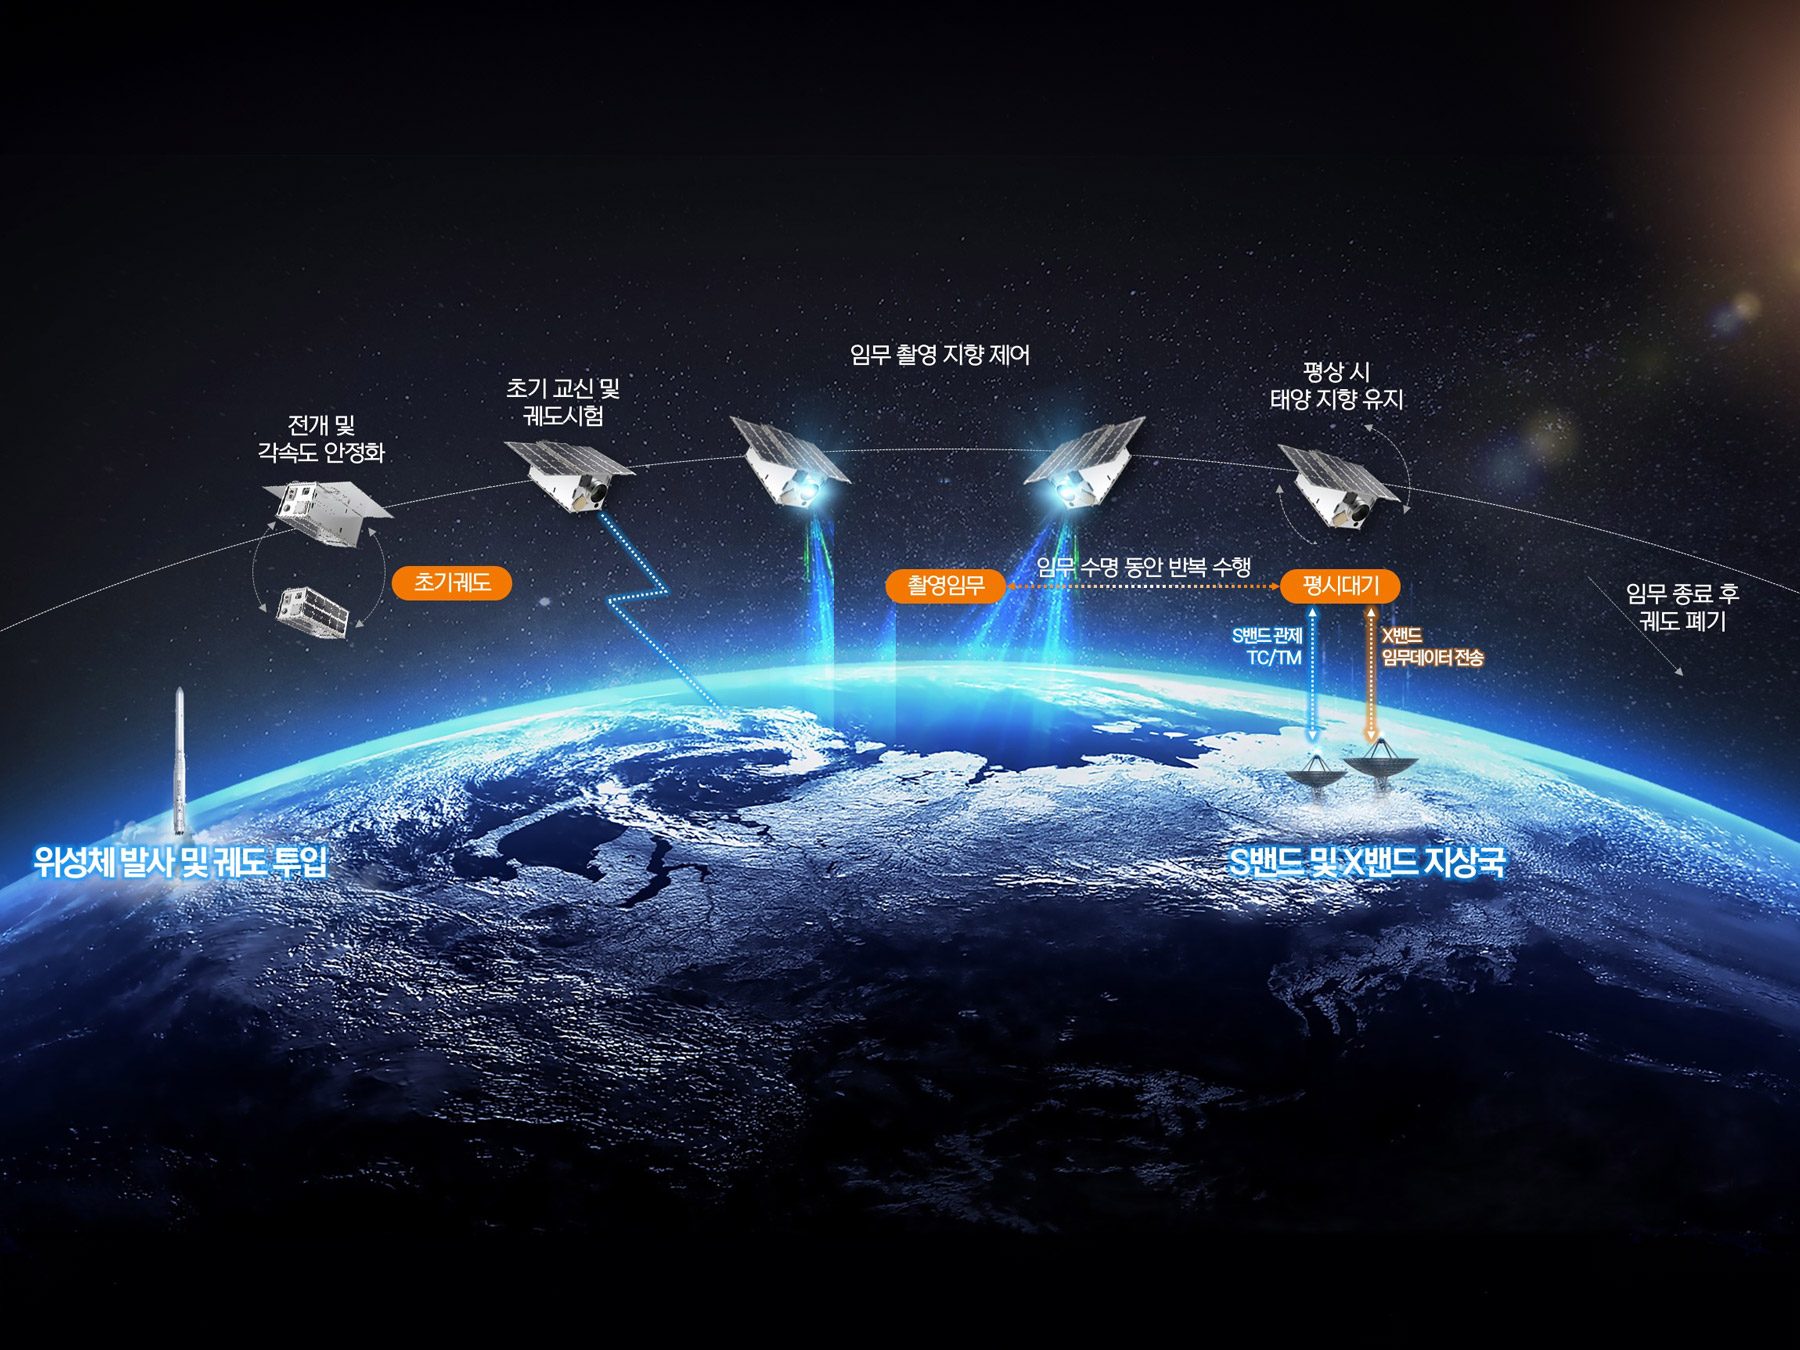 임무 촬영 지향 제어
평상 시
태양 지향 유지
초기 교신 및
궤도시험
전개 및
각속도 안정화
초기궤도
촬영임무
임무 수명 동안 반복 수행
평시대기
임무 종료 후
궤도 폐기
S밴드 관제
TC/TM
X밴드
임무데이터 전송
위성체 발사 및 궤도 투입
S밴드 및 X밴드 지상국